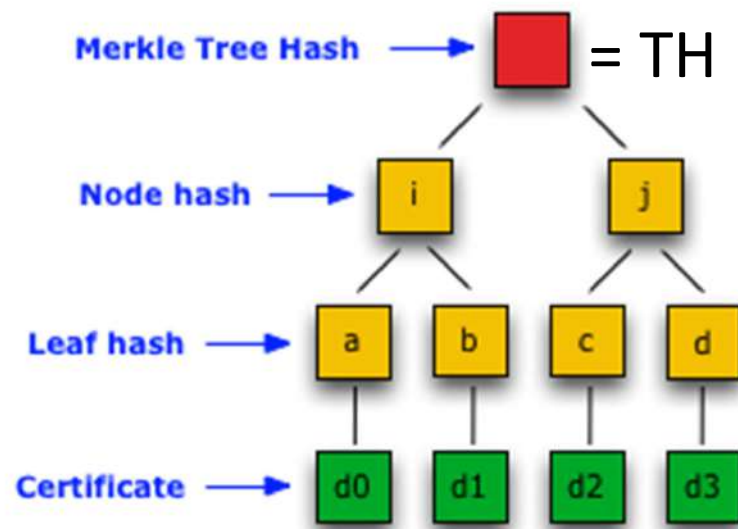 Merkle Tree Hash
= TH
Node hash
i
j
Leaf hash
a
b
c
d
Certificate
d0
d1
d2
d3